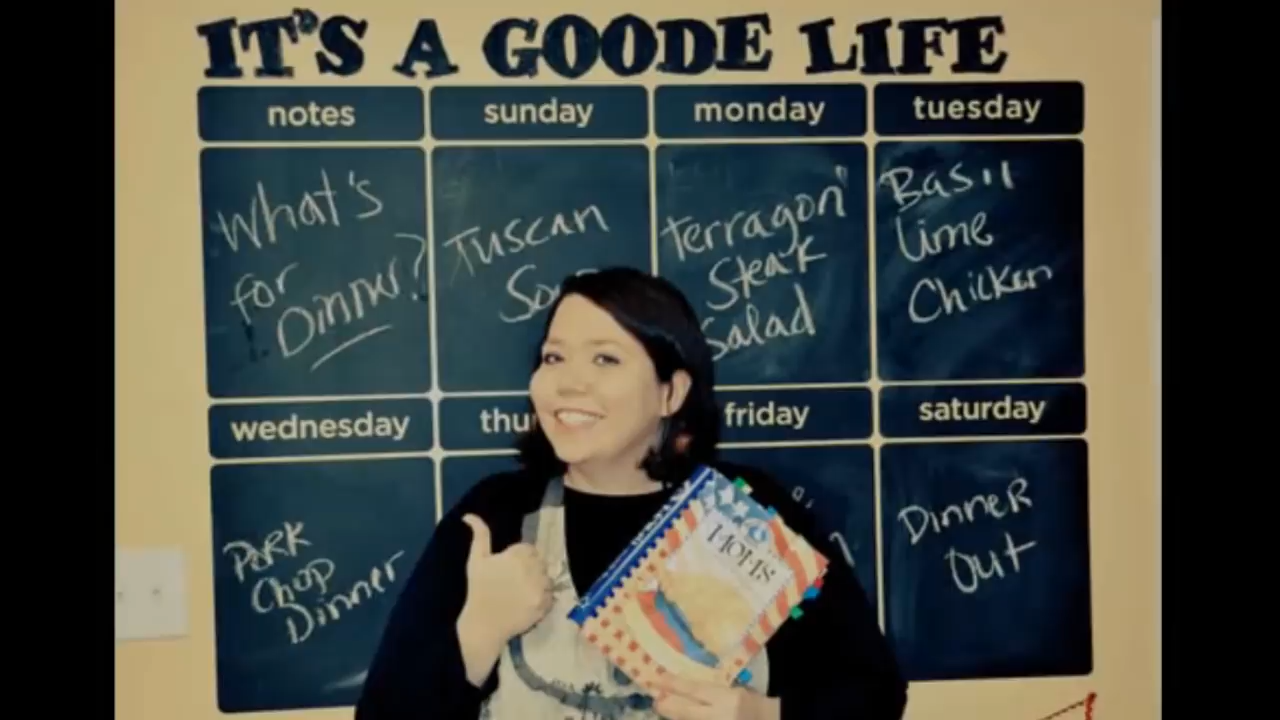 IT'S A GOODE LIFE
notes
sunday
monday
tuesday
What's
for
Dinner?
Tuscan
Terragon
Steak
Salad
Basil
Lime
Chicken
wednesday
friday
saturday
Pork
Chop
Dinner
Dinner
Out
MOM'S